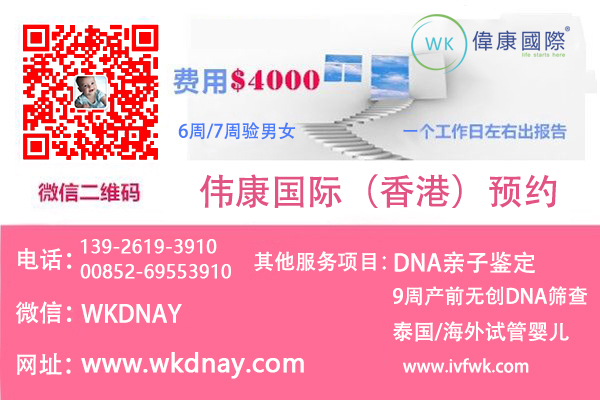 WK 偉康國際®
life starts here
费用$4000
6周/7周验男女
一个工作日左右出报告
微信二维码
伟康国际（香港）预约
电话：139-2619-3910
00852-69553910
微信：WKDNAY
网址：www.wkdnay.com
其他服务项目：DNA亲子鉴定
9周产前无创DNA筛查
泰国/海外试管婴儿
www.ivfwk.com